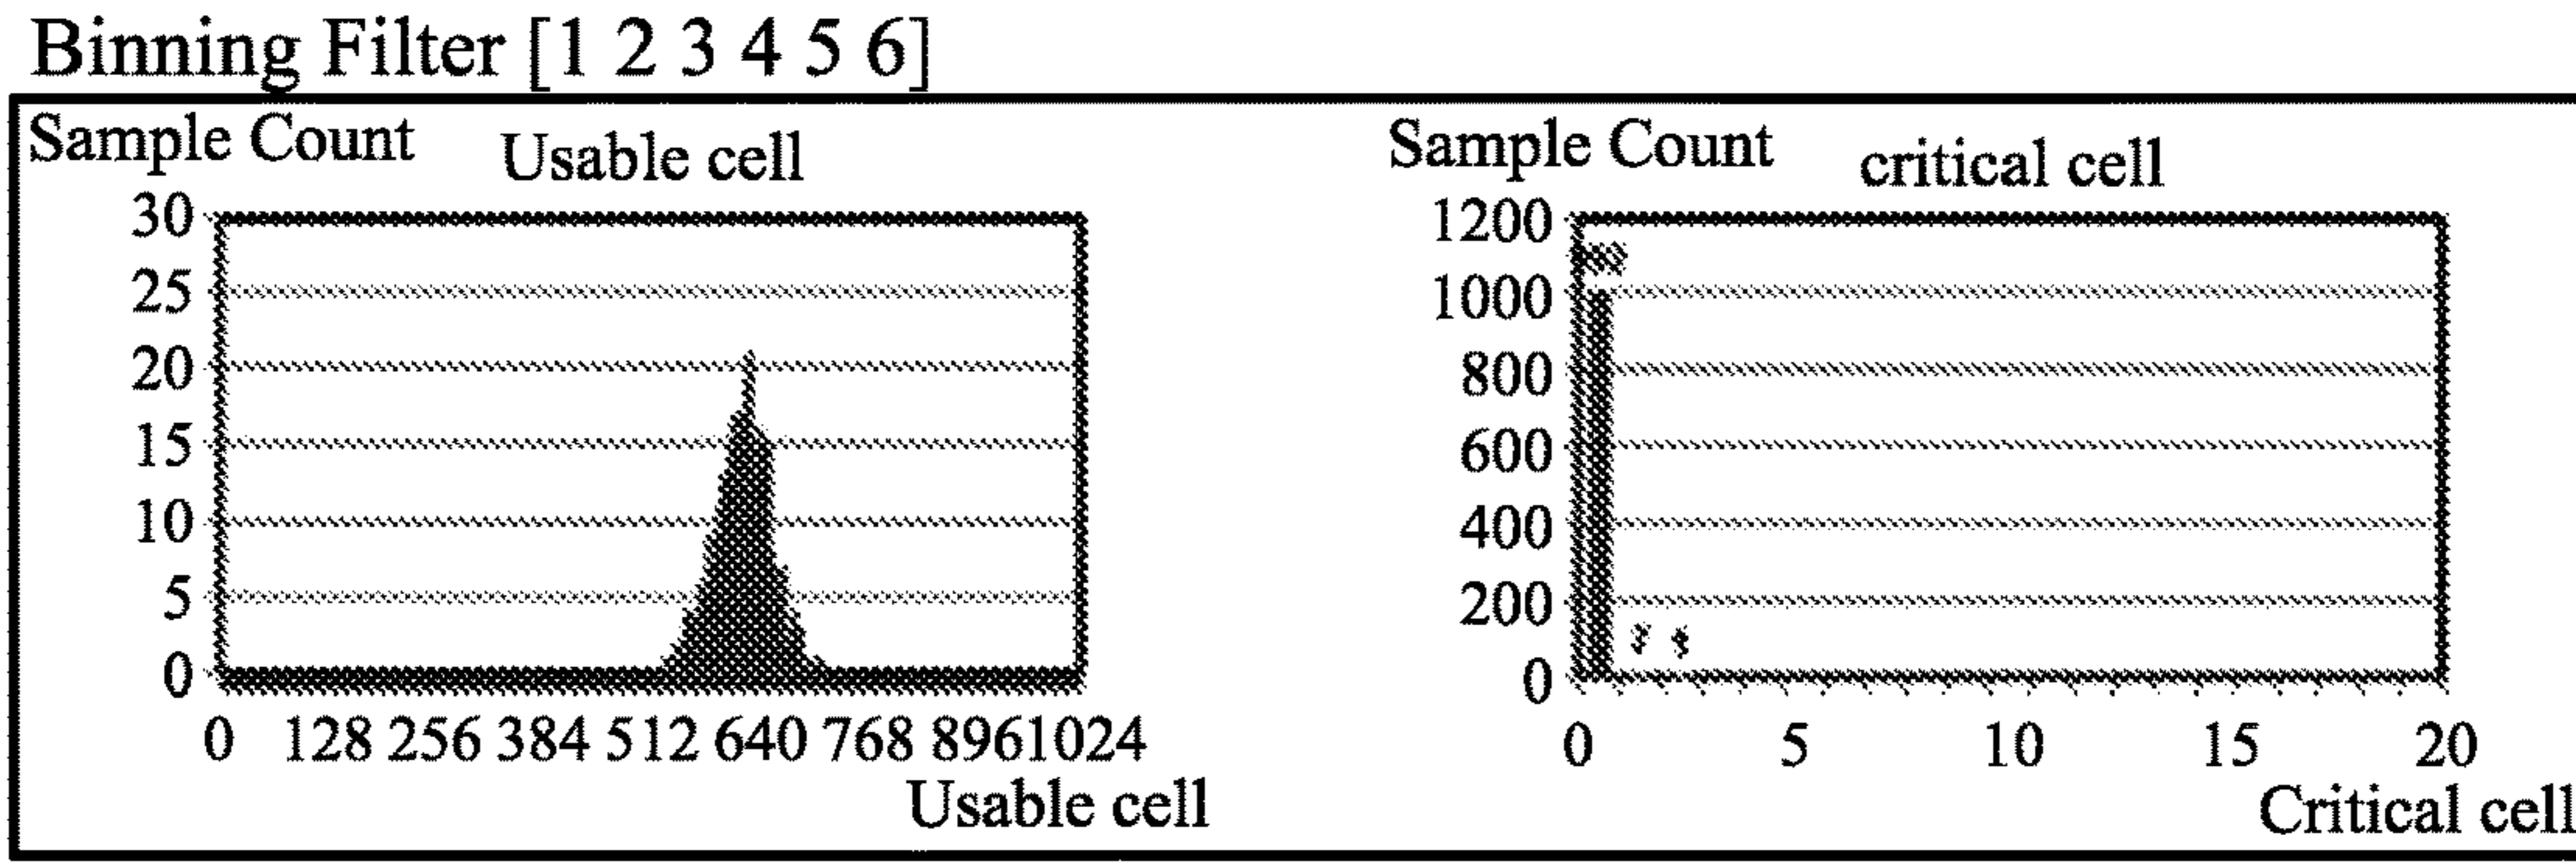 Binning Filter [1 2 3 4 5 6]
Sample Count
Usable cell
30
25
20
15
10
5
0
0 128 256 384 512 640 768 896 1024
Usable cell
Sample Count
critical cell
1200
1000
800
600
400
200
0
0 5 10 15 20
Critical cell